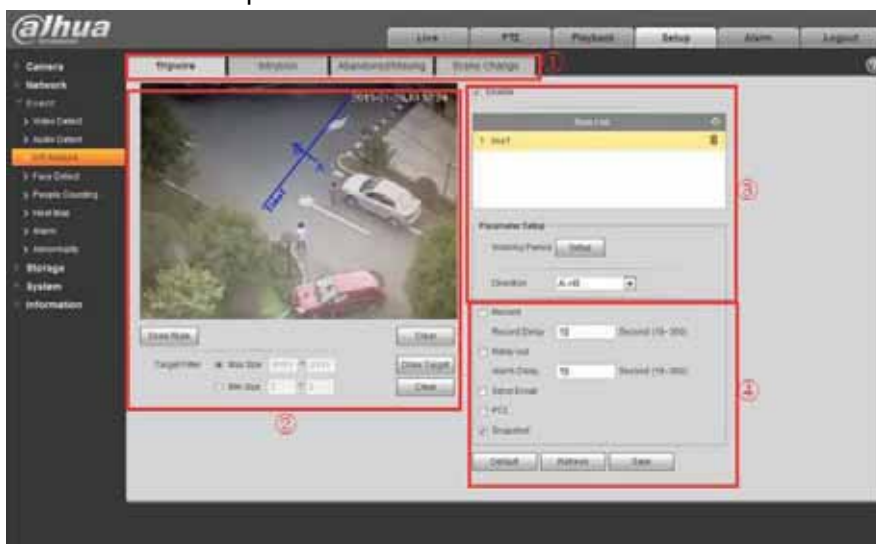 alhua
Live PTZ Playback Setup Alarm Logout
Camera
Network
Event
Video Detect
Audio Detect
IVS Analyse
Face Detect
People Counting
Heat Map
Alarm
Abnormality
Storage
System
Information
Tripwire Intrusion Abandoned/Missing Scene Change ①
Line1
②
Enable
Rule List
1 line1
Parameter Setup
Working Period Setup
Direction A->B
③
Draw Rule Clear
Target Filter Max Size Draw Target
Min Size Clear
Record
Record Delay 10 Second (10~300)
Relay-out
Alarm Delay 10 Second (10~300)
Send Email
PTZ
Snapshot
④
Default Refresh Save